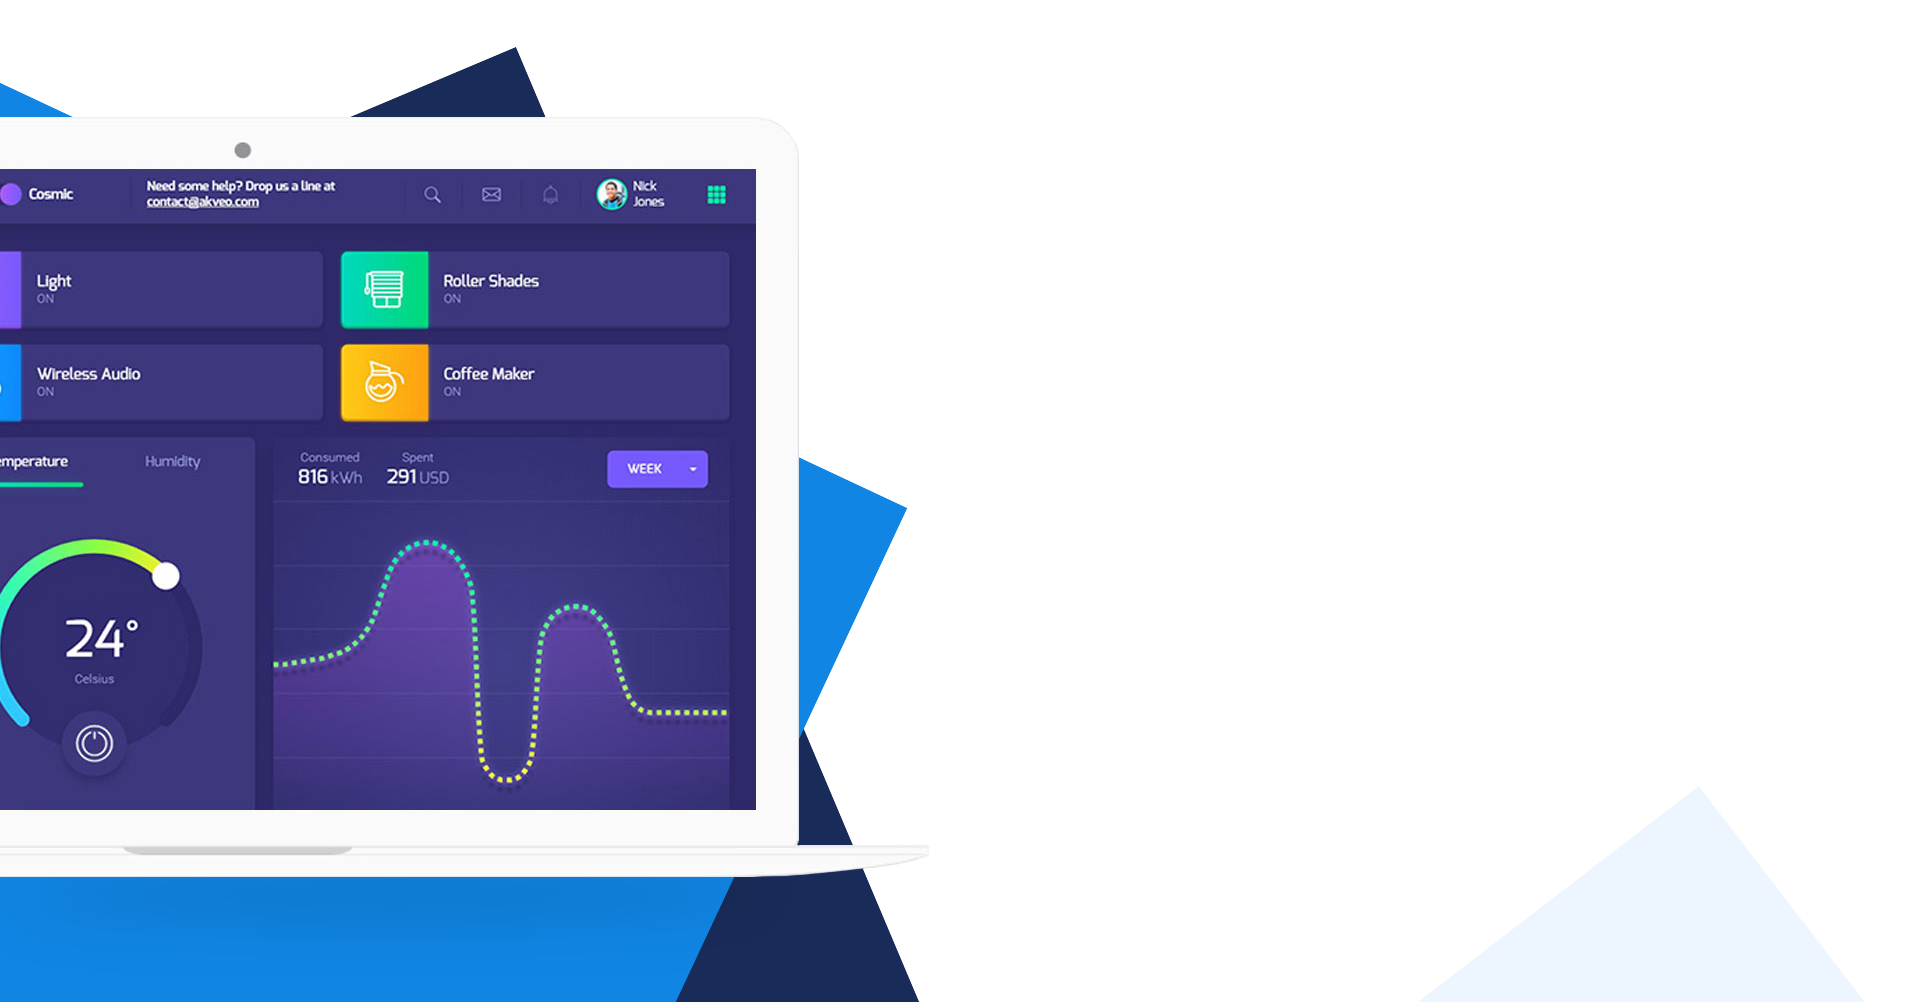 Cosmic
Need some help? Drop us a line at
contact@akveo.com
Nick
Jones
Light
ON
Roller Shades
ON
Wireless Audio
ON
Coffee Maker
ON
emperature
Humidity
Consumed
816 kWh
Spent
291 USD
WEEK
24°
Celsius